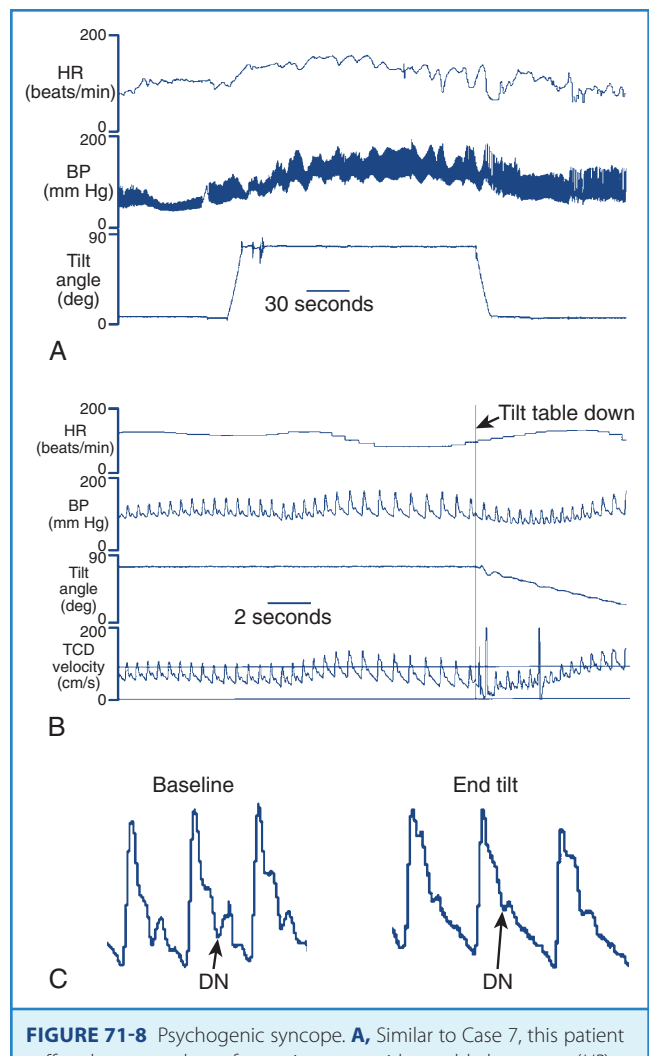 200
HR
(beats/min)
0
200
BP
(mm Hg)
0
90
Tilt
angle
(deg)
0
30 seconds
A
200
Tilt table down
HR
(beats/min)
0
200
BP
(mm Hg)
0
90
Tilt
angle
(deg)
0
2 seconds
200
TCD
velocity
(cm/s)
0
B
Baseline
End tilt
DN
DN
C
FIGURE 71-8 Psychogenic syncope. A, Similar to Case 7, this patient